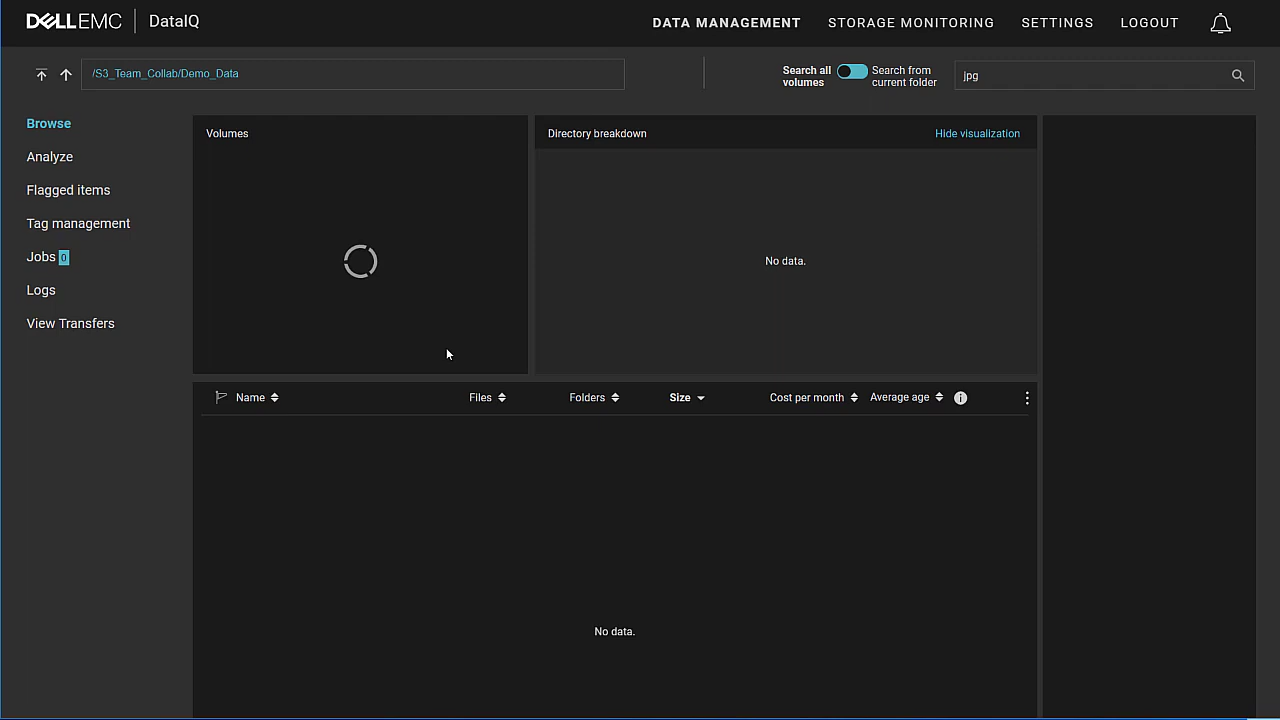 DELLEMC DataIQ
DATA MANAGEMENT STORAGE MONITORING SETTINGS LOGOUT
/S3_Team_Collab/Demo_Data
Search all volumes
Search from current folder
jpg
Browse
Analyze
Flagged items
Tag management
Jobs 0
Logs
View Transfers
Volumes
Directory breakdown Hide visualization
No data.
Name Files Folders Size Cost per month Average age
No data.